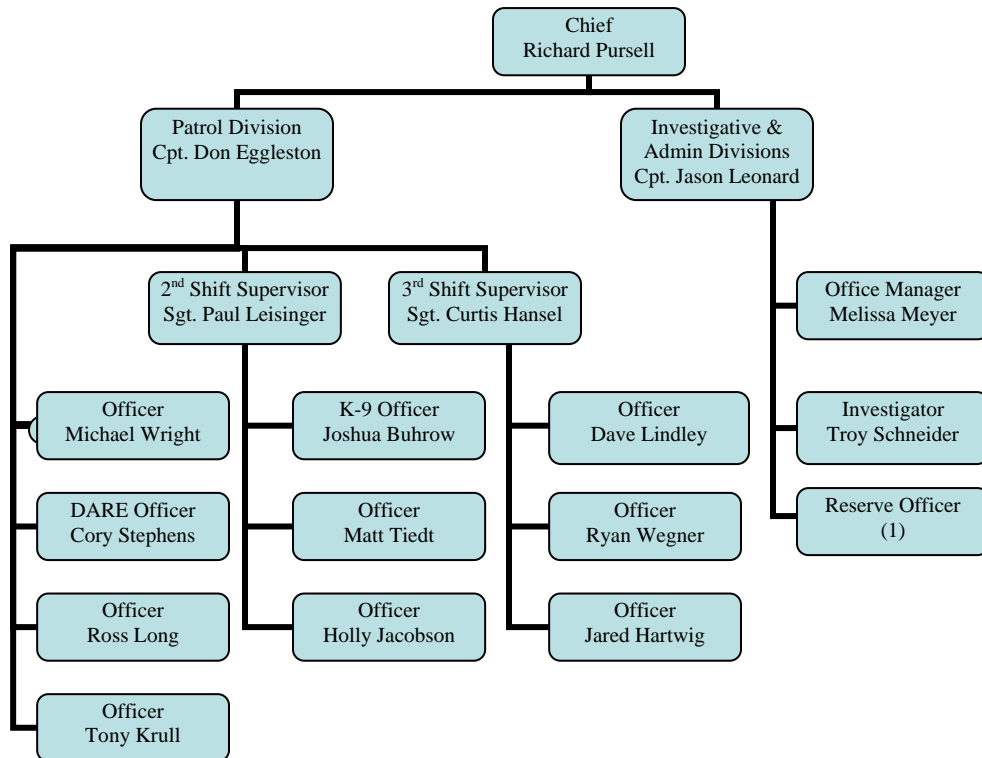 Chief
Richard Pursell
Patrol Division
Cpt. Don Eggleston
Investigative &
Admin Divisions
Cpt. Jason Leonard
2nd Shift Supervisor
Sgt. Paul Leisinger
3rd Shift Supervisor
Sgt. Curtis Hansel
Office Manager
Melissa Meyer
Officer
Michael Wright
K-9 Officer
Joshua Buhrow
Officer
Dave Lindley
Investigator
Troy Schneider
DARE Officer
Cory Stephens
Officer
Matt Tiedt
Officer
Ryan Wegner
Reserve Officer
(1)
Officer
Ross Long
Officer
Holly Jacobson
Officer
Jared Hartwig
Officer
Tony Krull